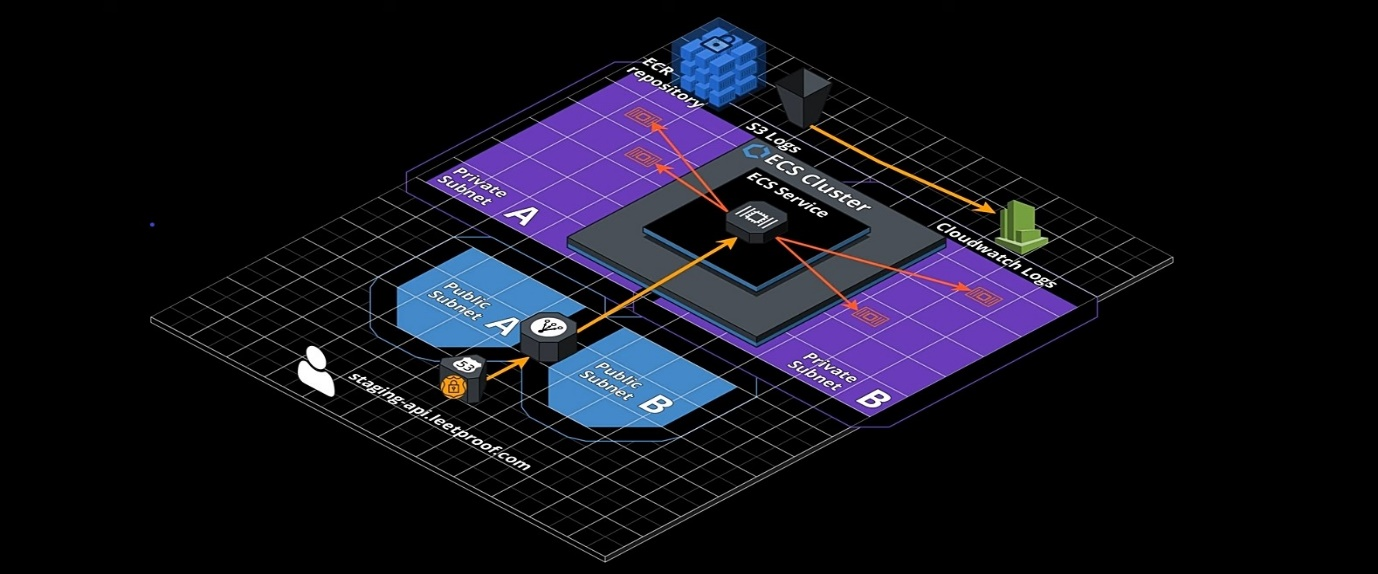 ECR
repository
S3 Logs
ECS Cluster
ECS Service
Cloudwatch Logs
Private
Subnet A
Public
Subnet A
53
Public
Subnet B
Private
Subnet B
staging-api.leetproof.com